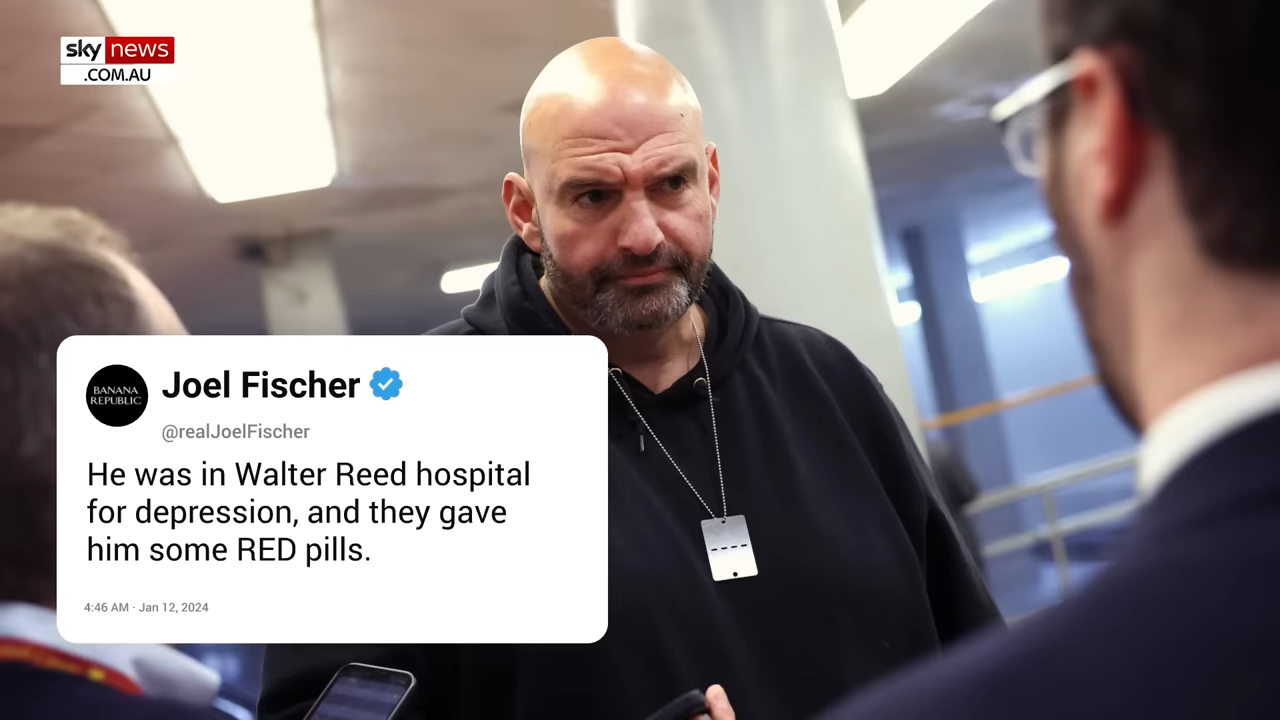 sky news
.COM.AU
BANANA
REPUBLIC
Joel Fischer
@realJoelFischer
He was in Walter Reed hospital
for depression, and they gave
him some RED pills.
4:46 AM · Jan 12, 2024